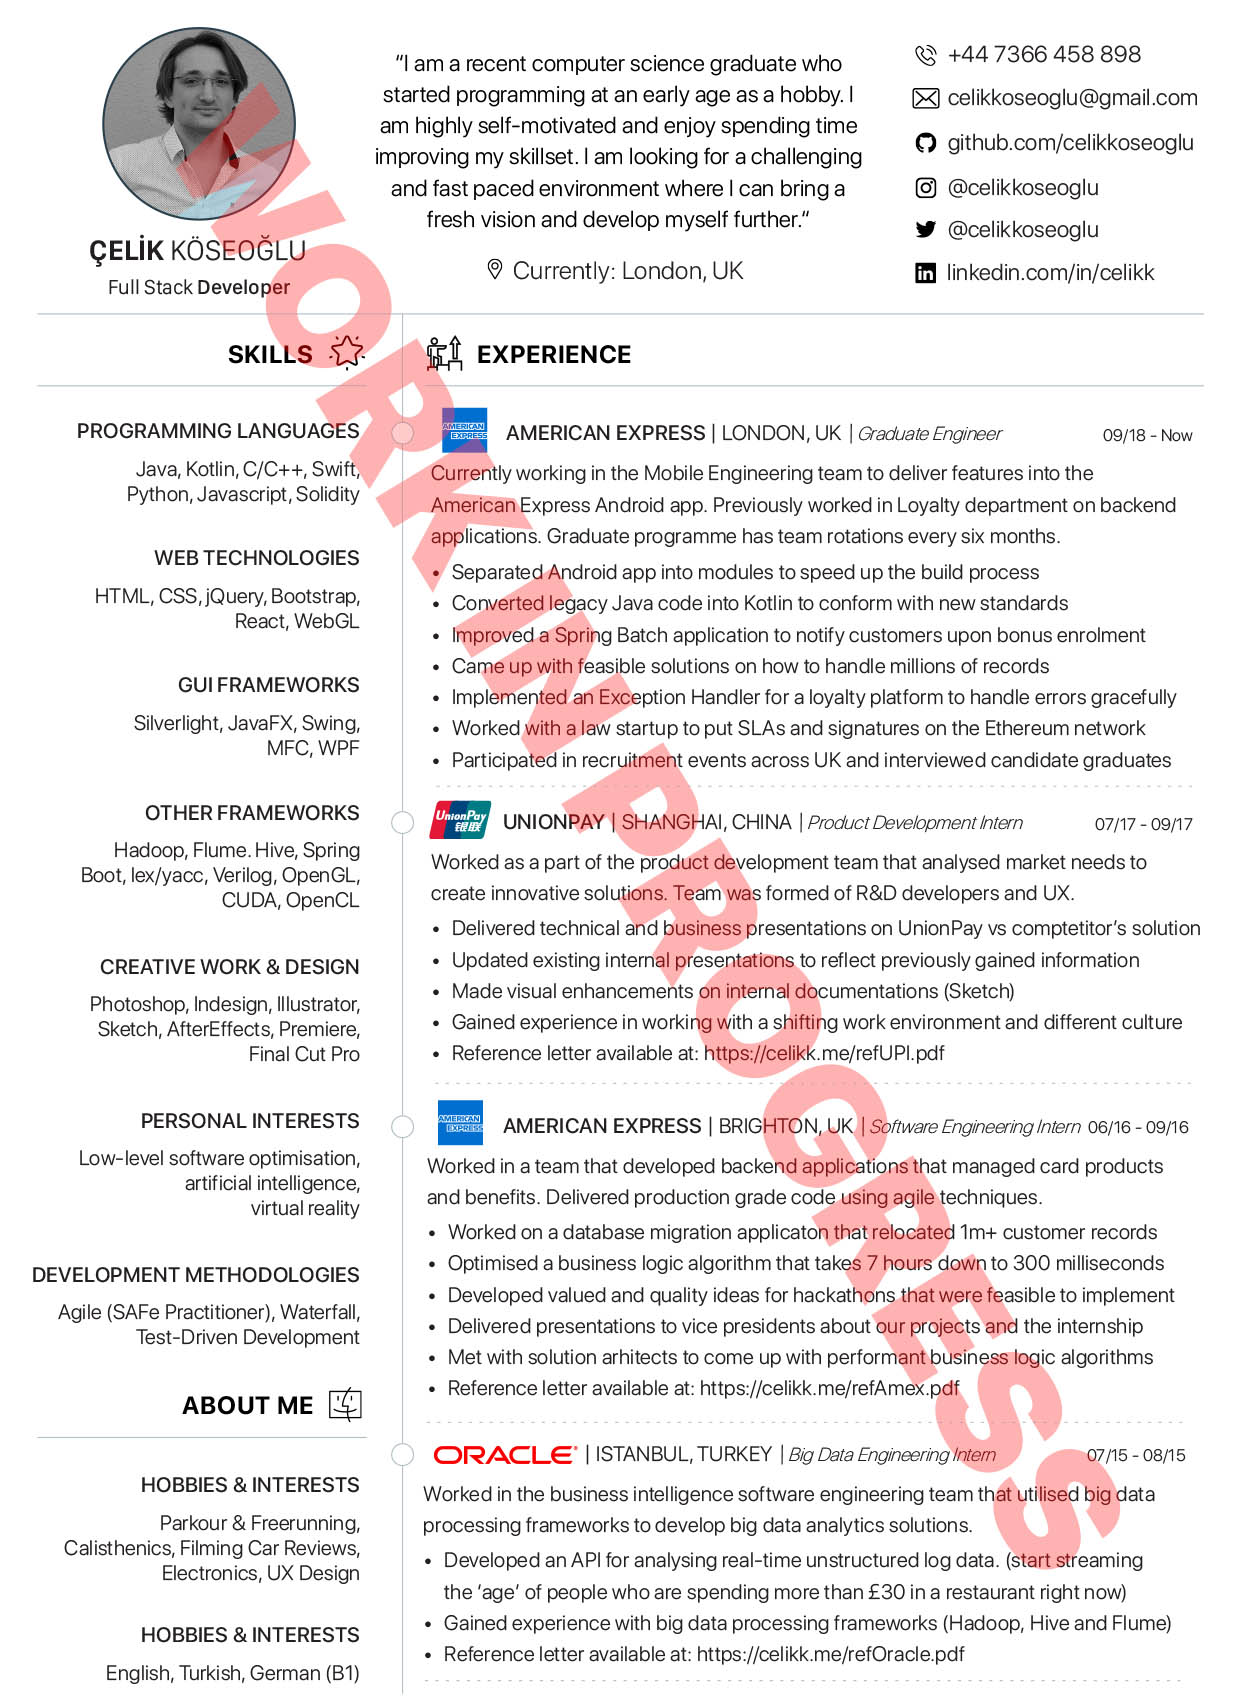 ÇELİK KÖSEOĞLU
Full Stack Developer
“I am a recent computer science graduate who
started programming at an early age as a hobby. I
am highly self-motivated and enjoy spending time
improving my skillset. I am looking for a challenging
and fast paced environment where I can bring a
fresh vision and develop myself further.“
Currently: London, UK
+44 7366 458 898
celikkoseoglu@gmail.com
github.com/celikkoseoglu
@celikkoseoglu
@celikkoseoglu
linkedin.com/in/celikk
WORK IN PROGRESS
SKILLS
PROGRAMMING LANGUAGES
Java, Kotlin, C/C++, Swift,
Python, Javascript, Solidity
WEB TECHNOLOGIES
HTML, CSS, jQuery, Bootstrap,
React, WebGL
GUI FRAMEWORKS
Silverlight, JavaFX, Swing,
MFC, WPF
OTHER FRAMEWORKS
Hadoop, Flume. Hive, Spring
Boot, lex/yacc, Verilog, OpenGL,
CUDA, OpenCL
CREATIVE WORK & DESIGN
Photoshop, Indesign, Illustrator,
Sketch, AfterEffects, Premiere,
Final Cut Pro
PERSONAL INTERESTS
Low-level software optimisation,
artificial intelligence,
virtual reality
DEVELOPMENT METHODOLOGIES
Agile (SAFe Practitioner), Waterfall,
Test-Driven Development
ABOUT ME
HOBBIES & INTERESTS
Parkour & Freerunning,
Calisthenics, Filming Car Reviews,
Electronics, UX Design
HOBBIES & INTERESTS
English, Turkish, German (B1)
EXPERIENCE
AMERICAN EXPRESS
AMERICAN EXPRESS | LONDON, UK | Graduate Engineer 09/18 - Now
Currently working in the Mobile Engineering team to deliver features into the
American Express Android app. Previously worked in Loyalty department on backend
applications. Graduate programme has team rotations every six months.
• Separated Android app into modules to speed up the build process
• Converted legacy Java code into Kotlin to conform with new standards
• Improved a Spring Batch application to notify customers upon bonus enrolment
• Came up with feasible solutions on how to handle millions of records
• Implemented an Exception Handler for a loyalty platform to handle errors gracefully
• Worked with a law startup to put SLAs and signatures on the Ethereum network
• Participated in recruitment events across UK and interviewed candidate graduates
UnionPay
银联
UNIONPAY | SHANGHAI, CHINA | Product Development Intern 07/17 - 09/17
Worked as a part of the product development team that analysed market needs to
create innovative solutions. Team was formed of R&D developers and UX.
• Delivered technical and business presentations on UnionPay vs comptetitor’s solution
• Updated existing internal presentations to reflect previously gained information
• Made visual enhancements on internal documentations (Sketch)
• Gained experience in working with a shifting work environment and different culture
• Reference letter available at: https://celikk.me/refUPI.pdf
AMERICAN EXPRESS
AMERICAN EXPRESS | BRIGHTON, UK | Software Engineering Intern 06/16 - 09/16
Worked in a team that developed backend applications that managed card products
and benefits. Delivered production grade code using agile techniques.
• Worked on a database migration applicaton that relocated 1m+ customer records
• Optimised a business logic algorithm that takes 7 hours down to 300 milliseconds
• Developed valued and quality ideas for hackathons that were feasible to implement
• Delivered presentations to vice presidents about our projects and the internship
• Met with solution arhitects to come up with performant business logic algorithms
• Reference letter available at: https://celikk.me/refAmex.pdf
ORACLE® | ISTANBUL, TURKEY | Big Data Engineering Intern 07/15 - 08/15
Worked in the business intelligence software engineering team that utilised big data
processing frameworks to develop big data analytics solutions.
• Developed an API for analysing real-time unstructured log data. (start streaming
the ‘age’ of people who are spending more than £30 in a restaurant right now)
• Gained experience with big data processing frameworks (Hadoop, Hive and Flume)
• Reference letter available at: https://celikk.me/refOracle.pdf